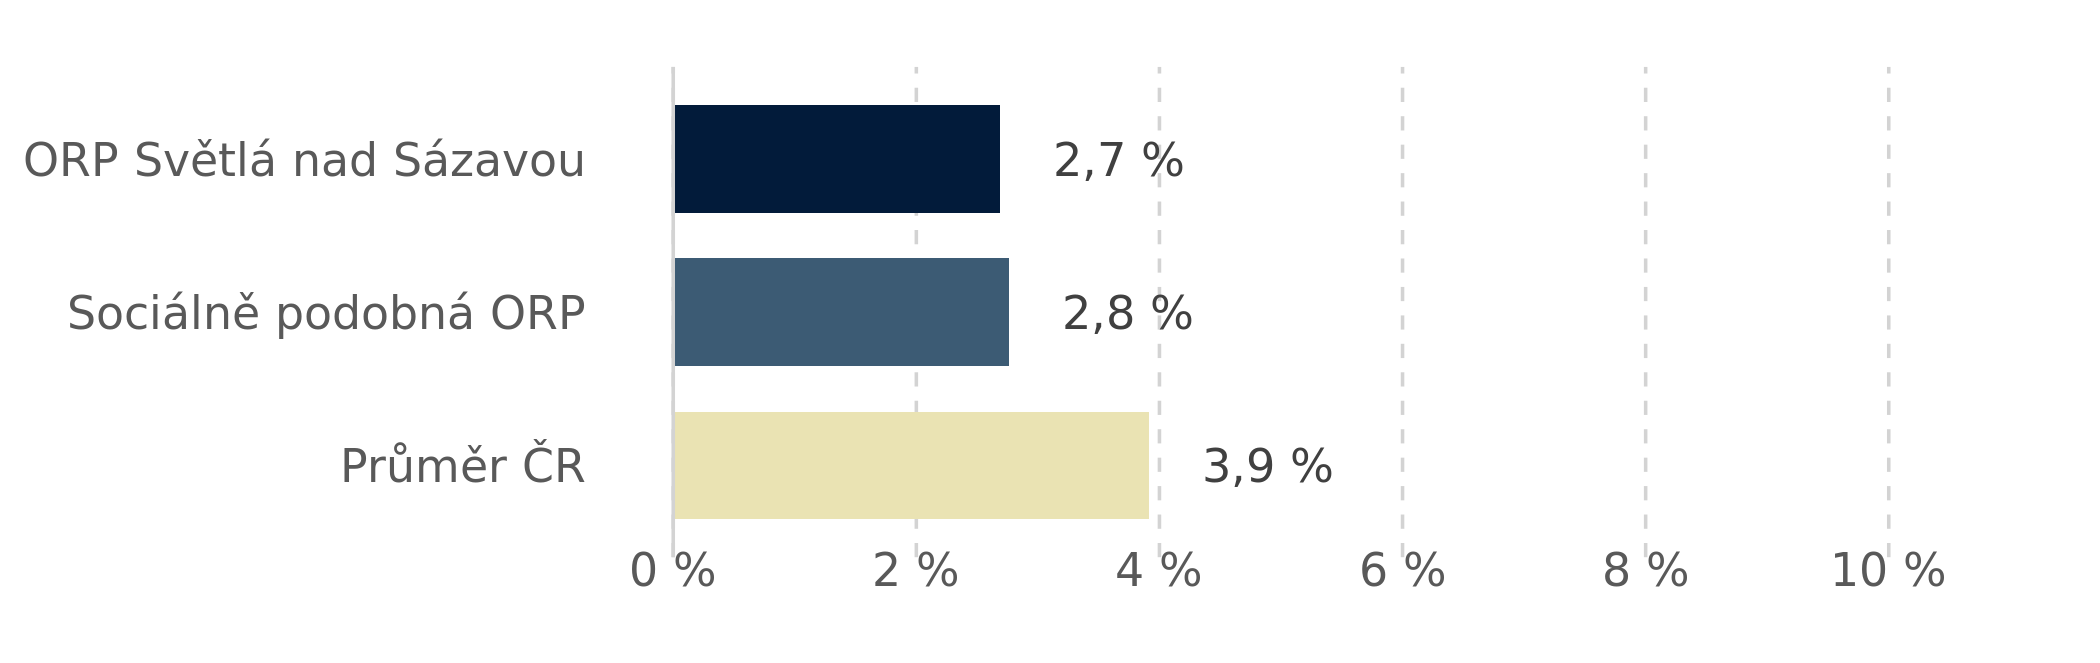 ORP Světlá nad Sázavou 2,7 %
Sociálně podobná ORP 2,8 %
Průměr ČR 3,9 %
0 % 2 % 4 % 6 % 8 % 10 %